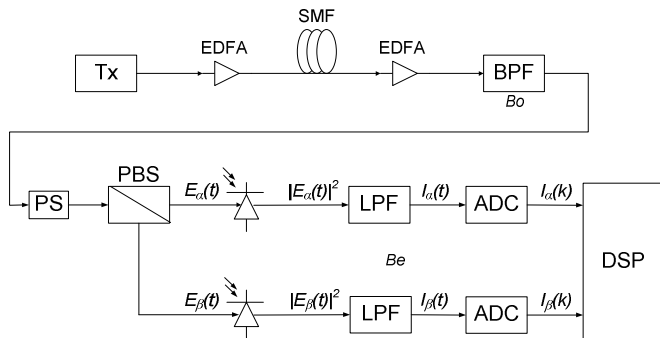 SMF
EDFA
EDFA
Tx
BPF
Bo
PBS
PS
Eα(t)
|Eα(t)|²
LPF
Iα(t)
ADC
Iα(k)
Be
DSP
Eβ(t)
|Eβ(t)|²
LPF
Iβ(t)
ADC
Iβ(k)